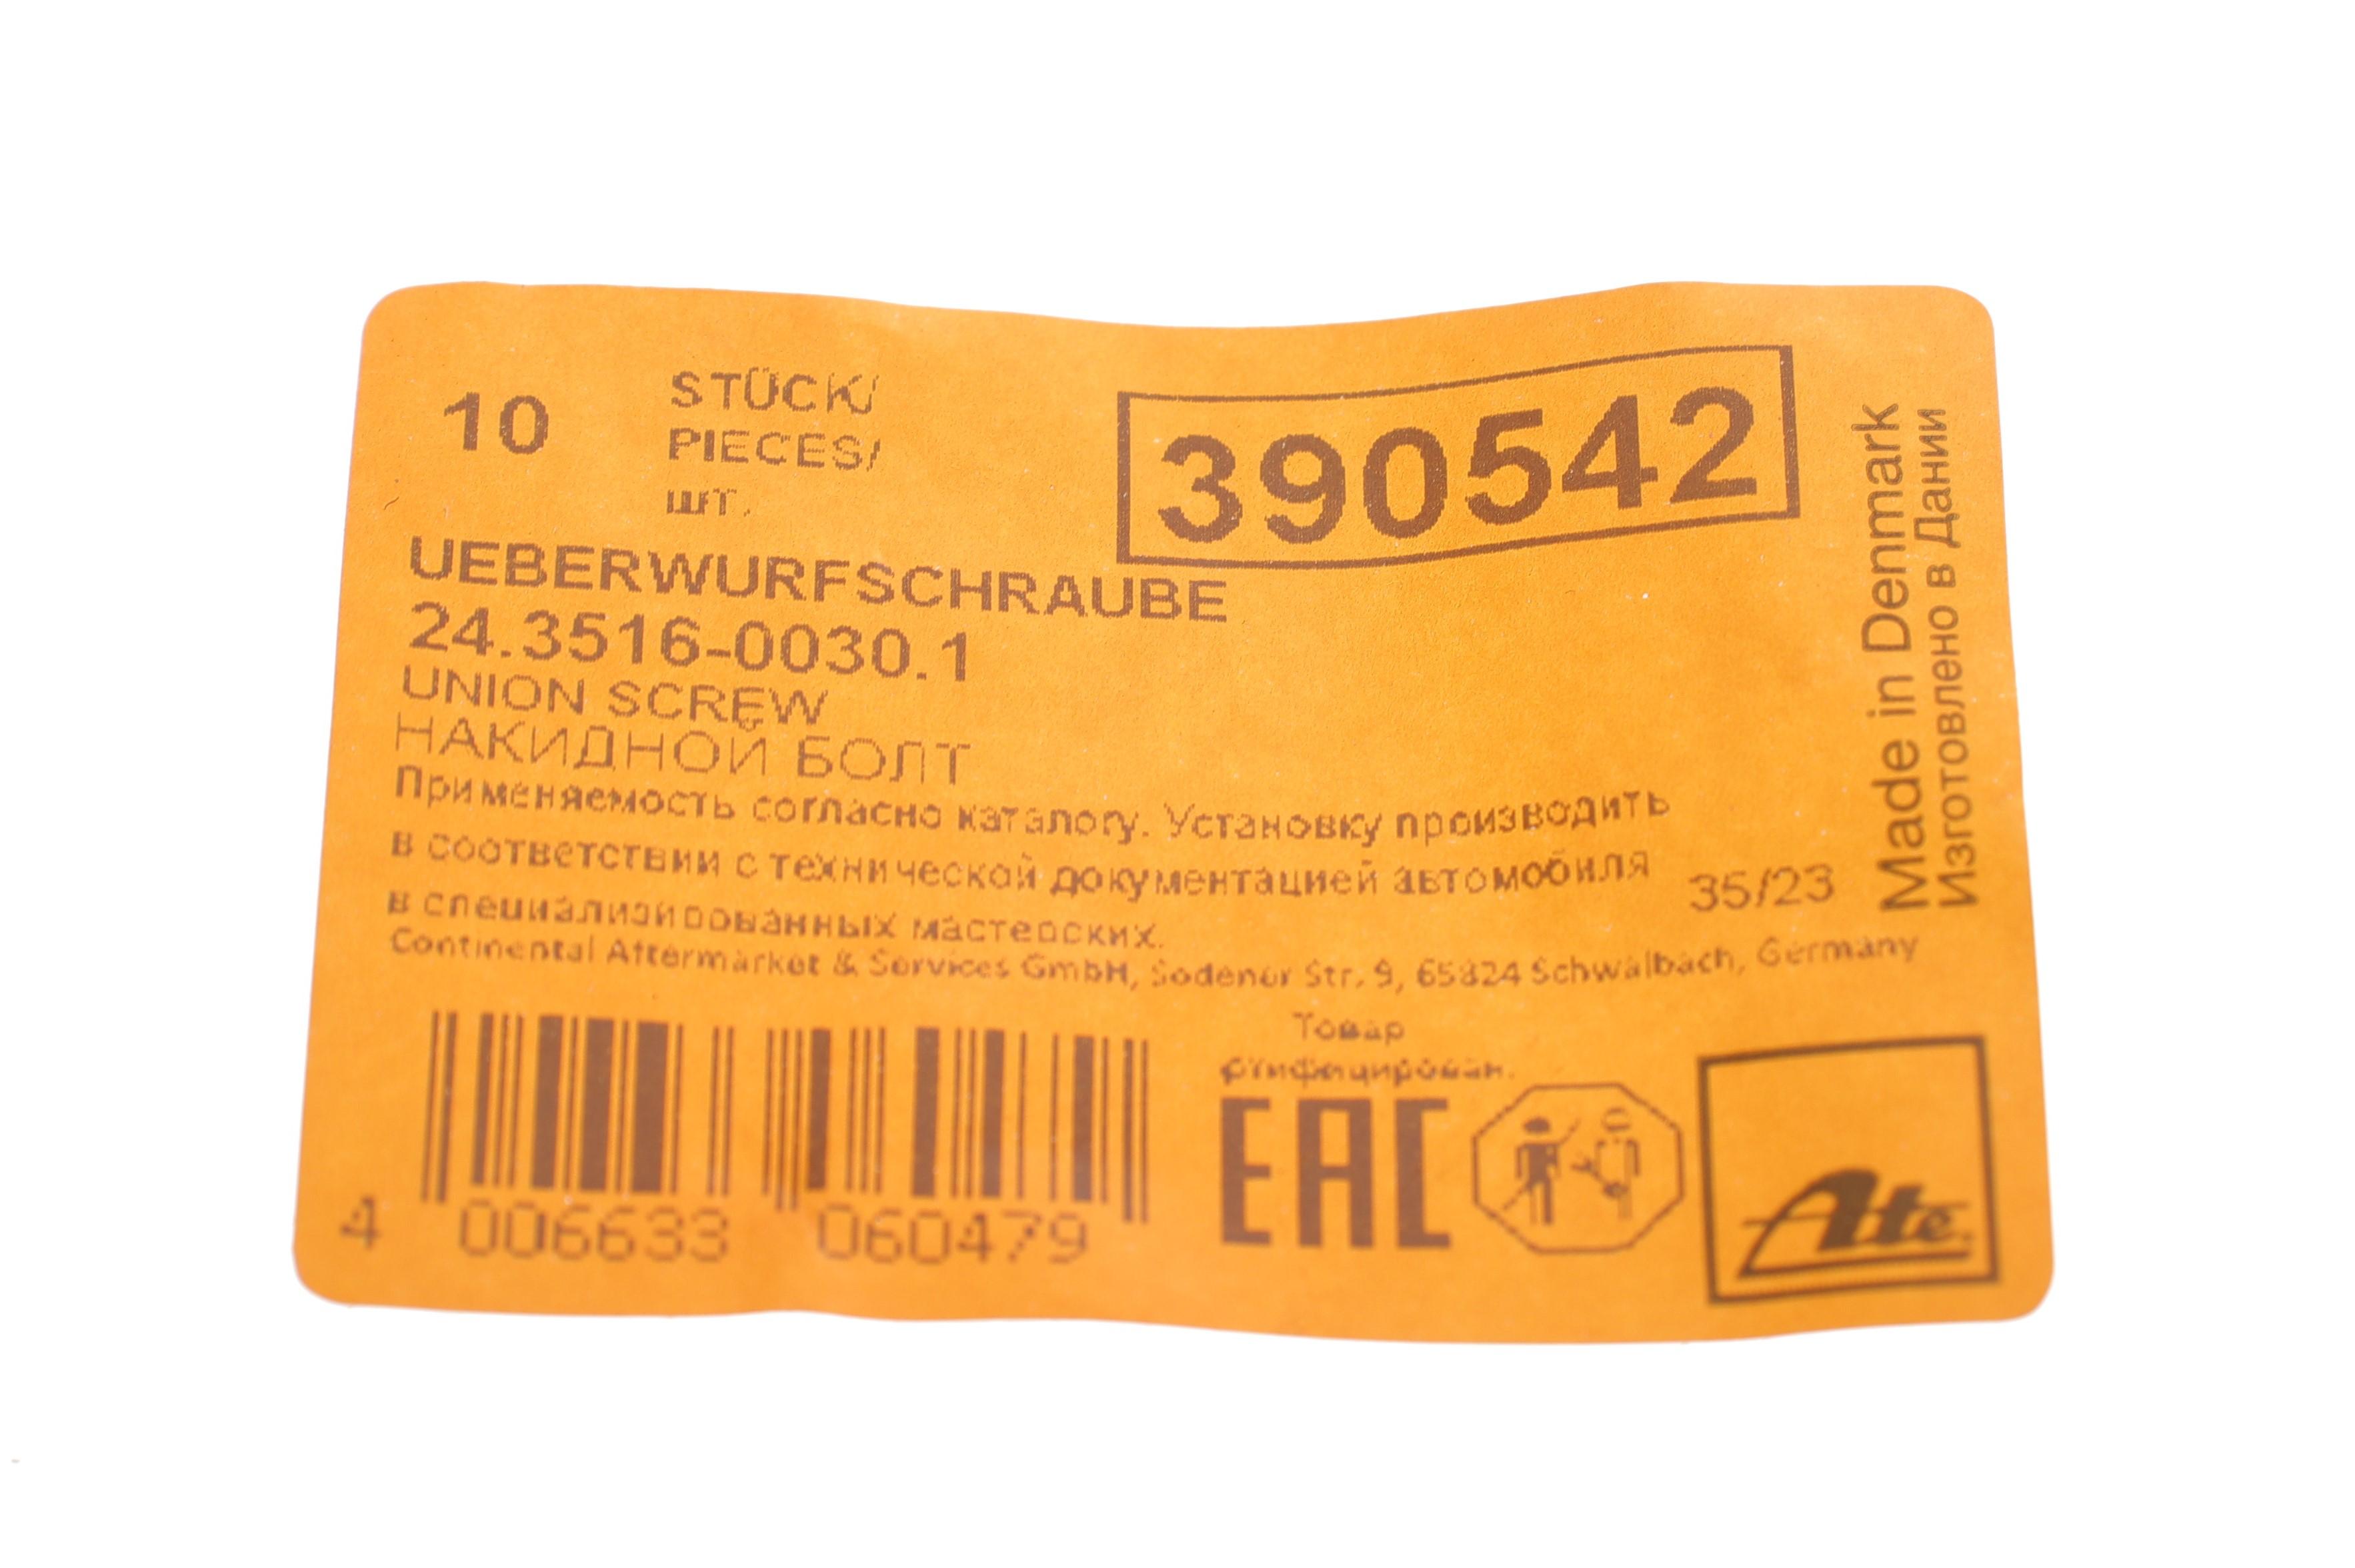 10
STÜCK/
PIECES/
шт.
390542
UEBERWURFSCHRAUBE
24.3516-0030.1
UNION SCREW
НАКИДНОЙ БОЛТ
Применяемость согласно каталогу. Установку производить
в соответствии с технической документацией автомобиля
в специализированных мастерских.
35/23
Continental Aftermarket & Services GmbH, Sodener Str. 9, 65824 Schwalbach, Germany
Made in Denmark
Изготовлено в Дании
4 006633 060479
Товар
ртифицирован.
EAC
Ate